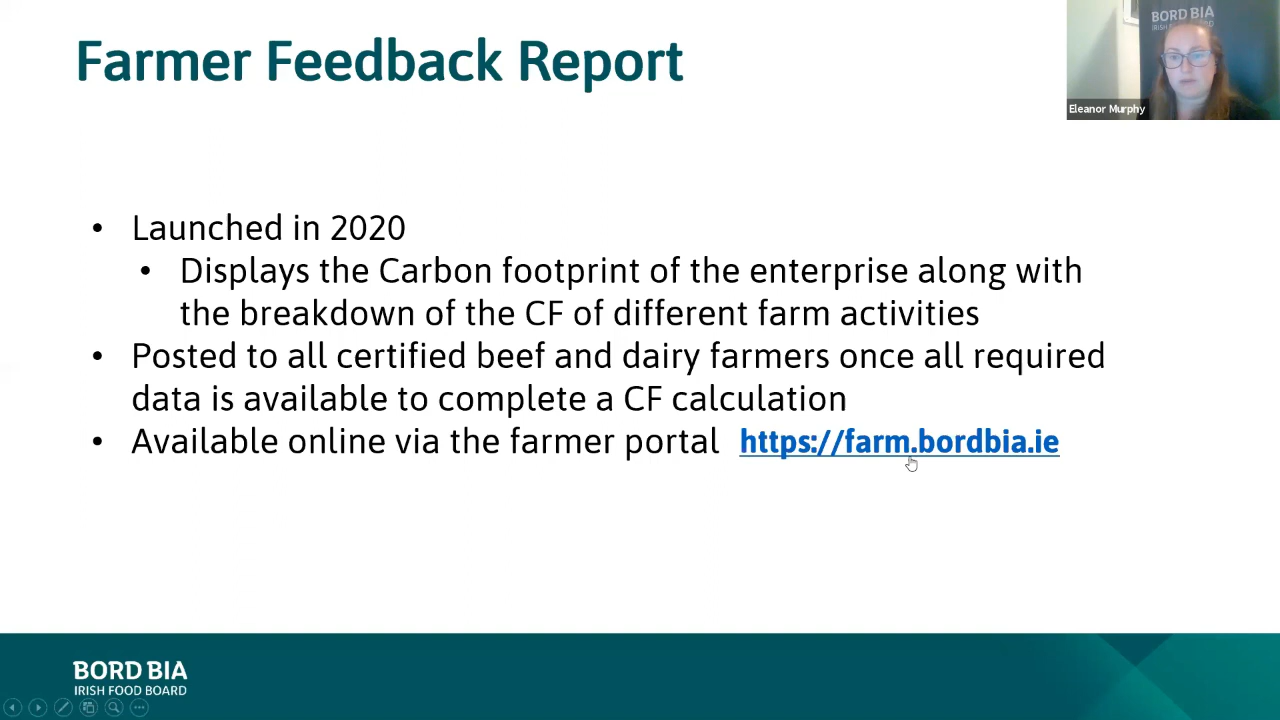 Farmer Feedback Report
BORD BIA
IRISH FOOD BOARD
Eleanor Murphy
• Launched in 2020
• Displays the Carbon footprint of the enterprise along with
the breakdown of the CF of different farm activities
• Posted to all certified beef and dairy farmers once all required
data is available to complete a CF calculation
• Available online via the farmer portal https://farm.bordbia.ie
BORD BIA
IRISH FOOD BOARD